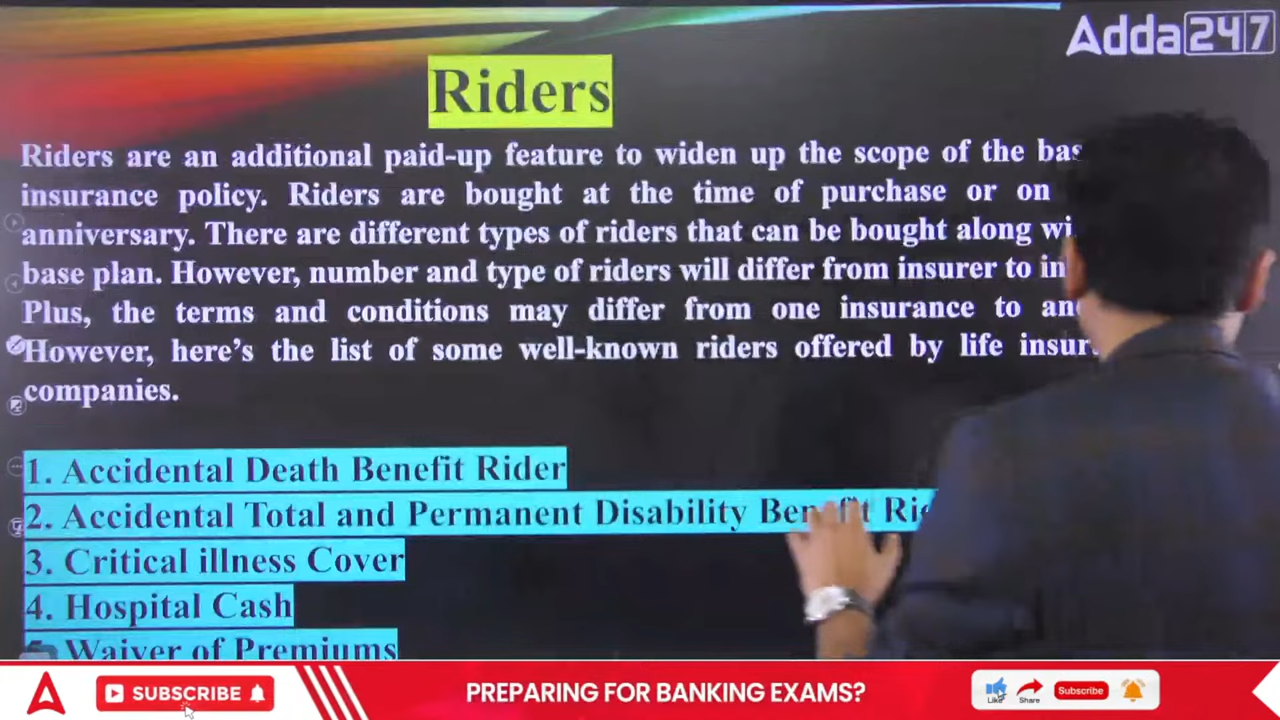 Adda247
Riders
Riders are an additional paid-up feature to widen up the scope of the
insurance policy. Riders are bought at the time of purchase or on
anniversary. There are different types of riders that can be bought along
base plan. However, number and type of riders will differ from insurer to
Plus, the terms and conditions may differ from one insurance to
However, here's the list of some well-known riders offered by life
companies.
1. Accidental Death Benefit Rider
2. Accidental Total and Permanent Disability Benefit
3. Critical illness Cover
4. Hospital Cash
5. Waiver of Premiums
SUBSCRIBE
PREPARING FOR BANKING EXAMS?
Like
Share
Subscribe